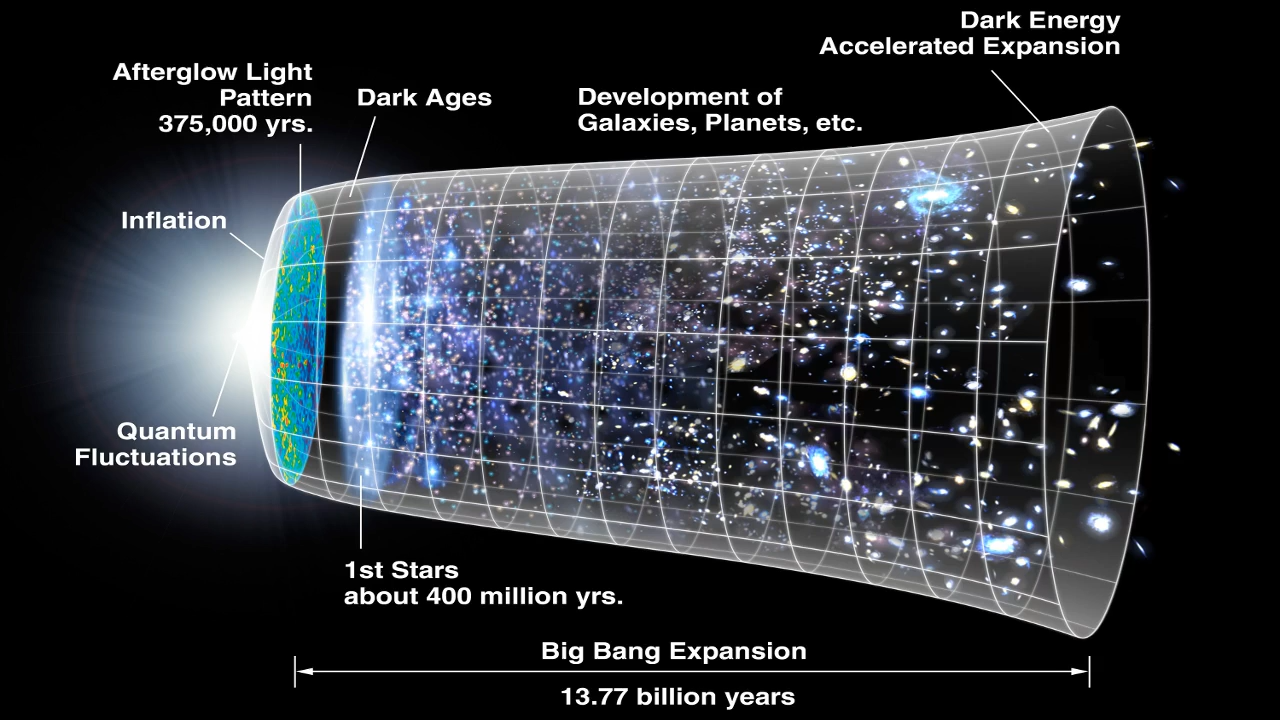 Dark Energy
Accelerated Expansion
Afterglow Light
Pattern
375,000 yrs.
Dark Ages
Development of
Galaxies, Planets, etc.
Inflation
Quantum
Fluctuations
1st Stars
about 400 million yrs.
Big Bang Expansion
13.77 billion years